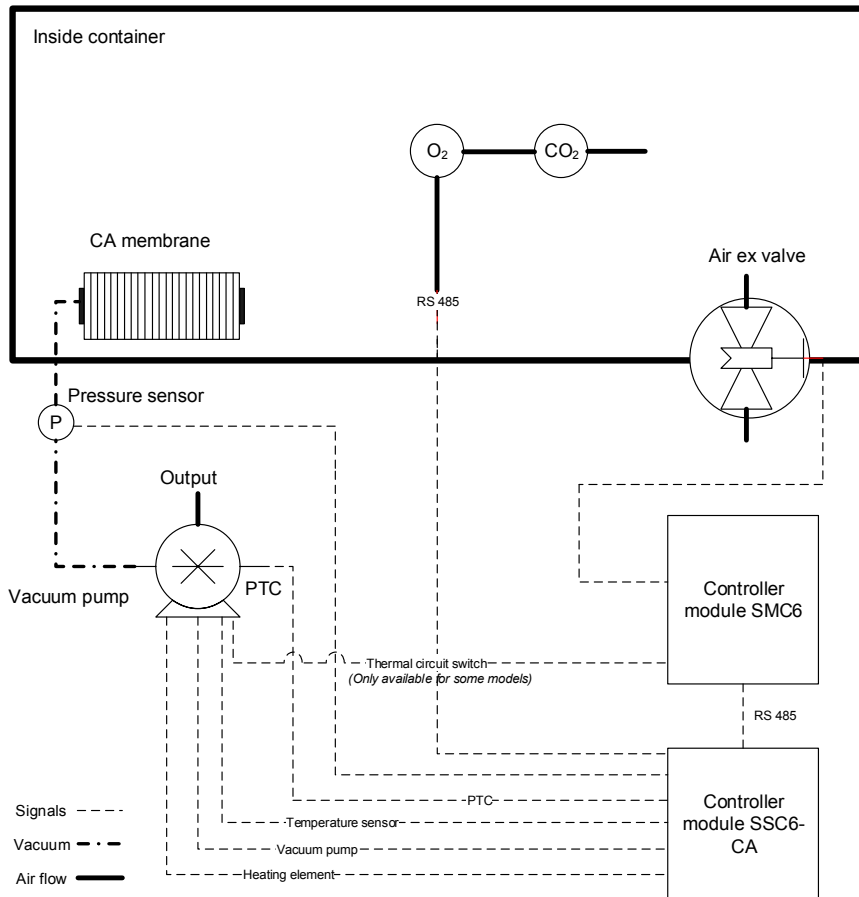 Inside container
O2
CO2
CA membrane
Air ex valve
RS 485
Pressure sensor
P
Output
PTC
Vacuum pump
Controller
module SMC6
Thermal circuit switch
(Only available for some models)
RS 485
Controller
module SSC6-
CA
PTC
Temperature sensor
Vacuum pump
Heating element
Signals
Vacuum
Air flow